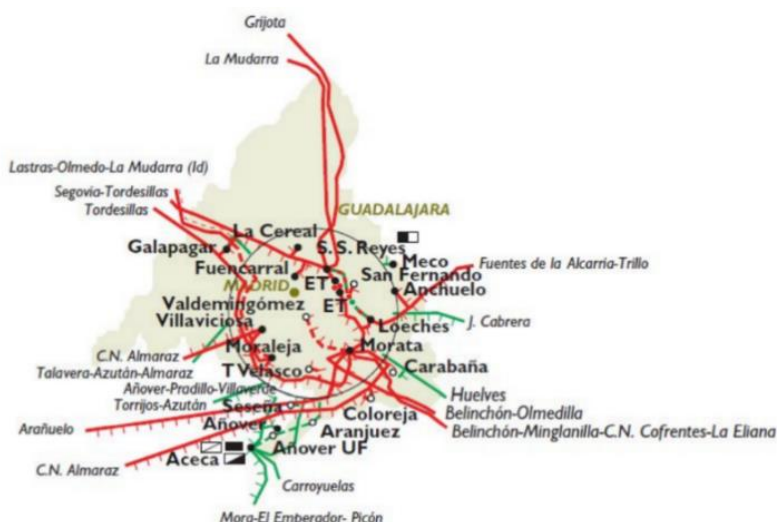 Grijota
La Mudarra
Lastras-Olmedo-La Mudarra (Id)
Segovia-Tordesillas
Tordesillas
GUADALAJARA
La Cereal
Galapagar
S.S. Reyes
Meco
Fuencarral
San Fernando
Fuentes de la Alcarria-Trillo
MADRID
ET
Anchuelo
Valdemingómez
ET
Villaviciosa
Loeches
J. Cabrera
Moraleja
Morata
C.N. Almaraz
Talavera-Azután-Almaraz
T Velasco
Carabaña
Añover-Pradillo-Villaverde
Huelves
Torrijos-Azután
Seseña
Coloreja
Belinchón-Olmedilla
Arañuelo
Añover
Aranjuez
Belinchón-Minglanilla-C.N. Cofrentes-La Eliana
Añover UF
C.N. Almaraz
Aceca
Carroyuelas
Mora-El Emperador- Picón